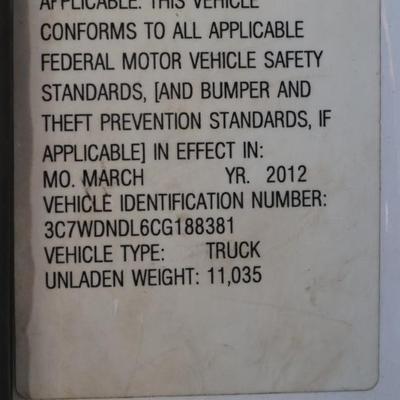 APPLICABLE. THIS VEHICLE
CONFORMS TO ALL APPLICABLE
FEDERAL MOTOR VEHICLE SAFETY
STANDARDS, [AND BUMPER AND
THEFT PREVENTION STANDARDS, IF
APPLICABLE] IN EFFECT IN:
MO. MARCH YR. 2012
VEHICLE IDENTIFICATION NUMBER:
3C7WDNDL6CG188381
VEHICLE TYPE: TRUCK
UNLADEN WEIGHT: 11,035